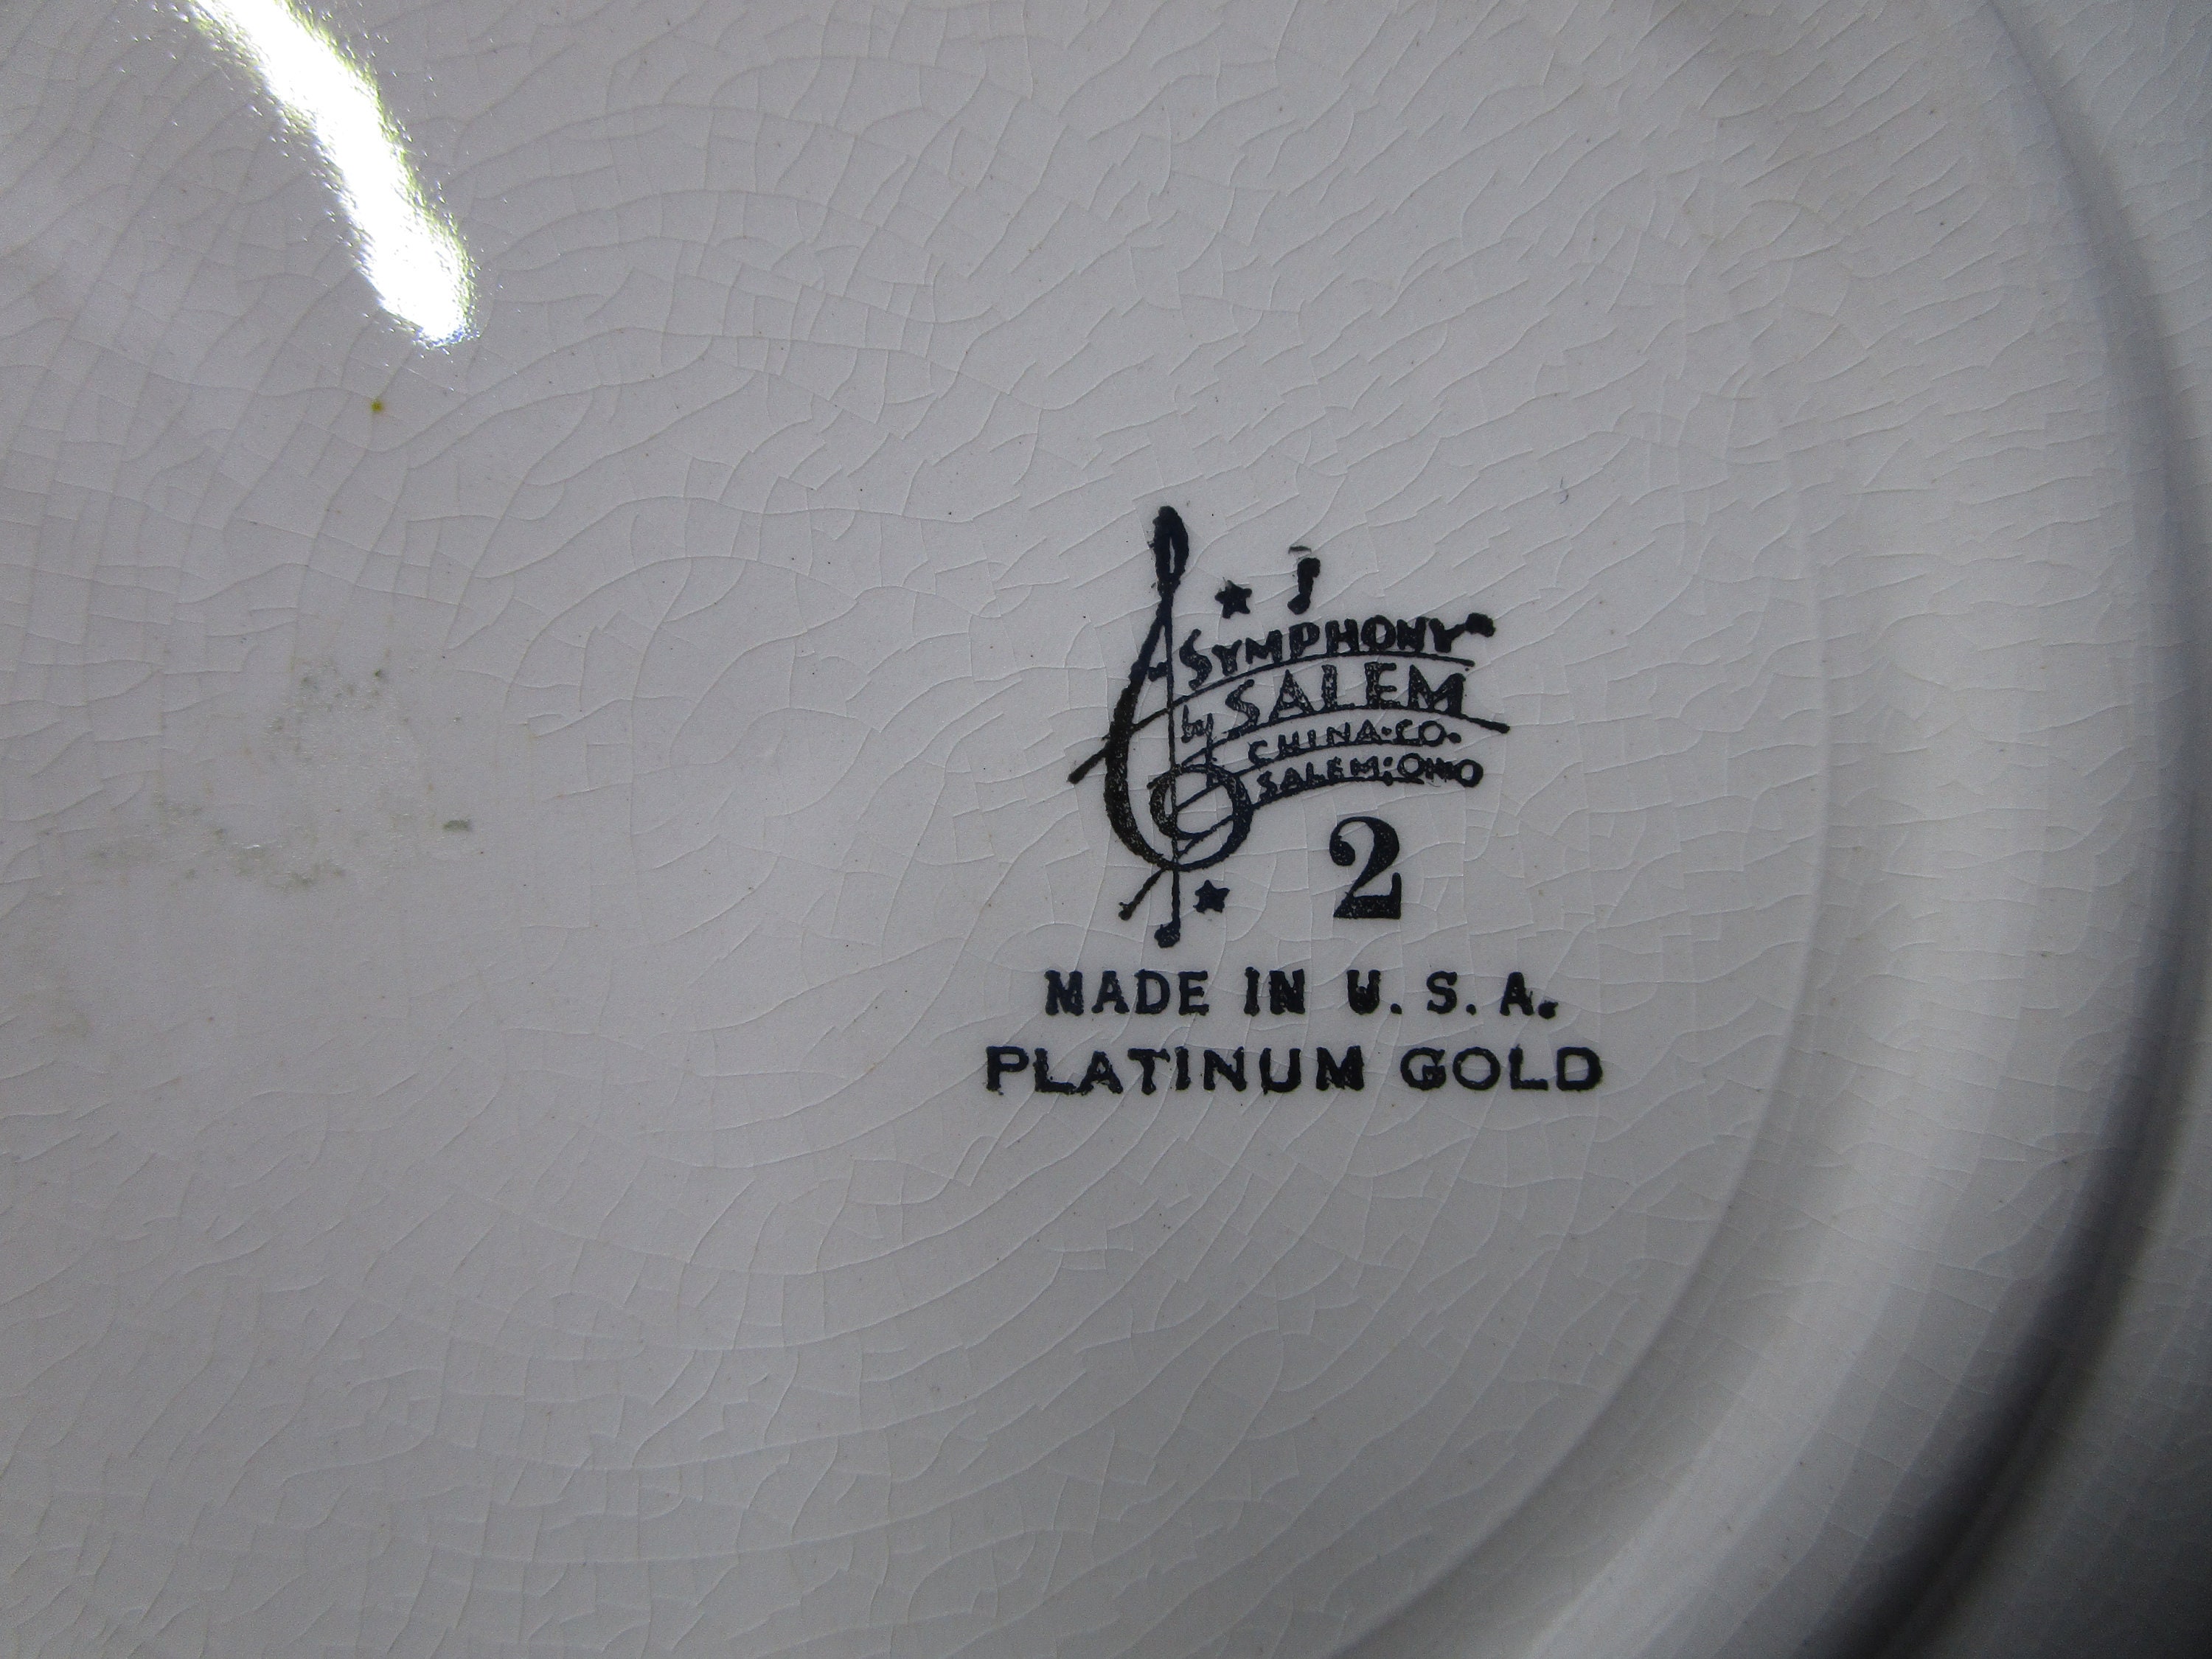 SYMPHONY"
by SALEM
CHINA·CO.
SALEM;OHIO
2
MADE IN U. S. A.
PLATINUM GOLD